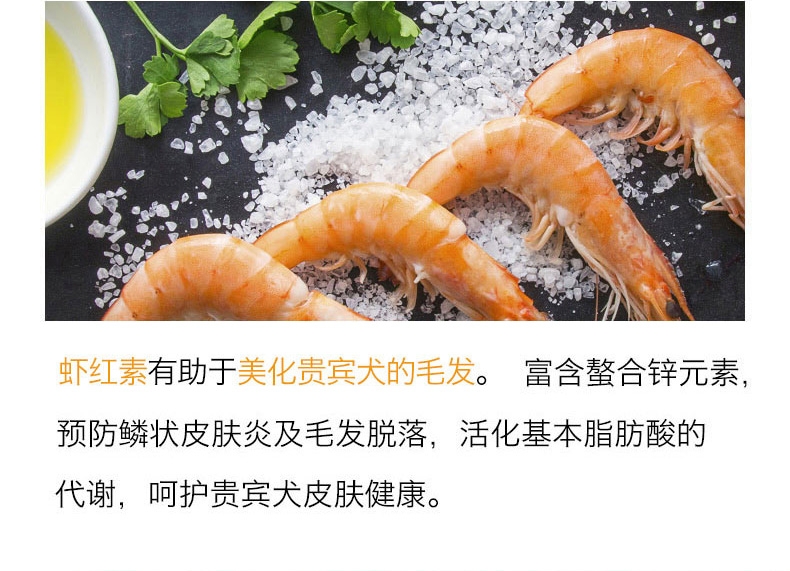 虾红素有助于美化贵宾犬的毛发。 富含螯合锌元素，
预防鳞状皮肤炎及毛发脱落，活化基本脂肪酸的
代谢，呵护贵宾犬皮肤健康。